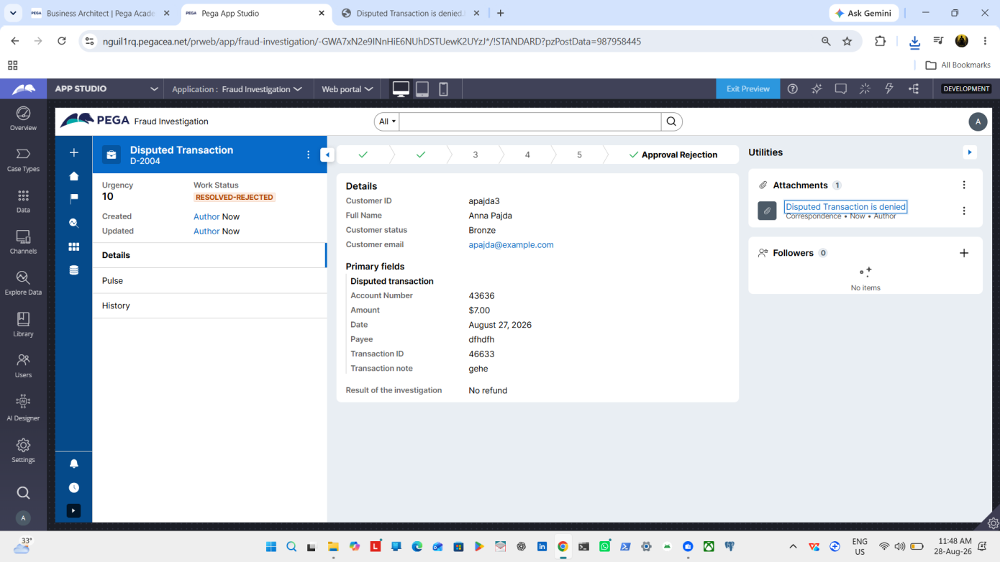 PEGA Business Architect | Pega Acade
PEGA Pega App Studio
Disputed Transaction is denied.
Ask Gemini
nguil1rq.pegacea.net/prweb/app/fraud-investigation/-GWA7xN2e9INnHiE6NUhDSTUewK2UYzJ*/!STANDARD?pzPostData=987958445
All Bookmarks
APP STUDIO
Application : Fraud Investigation
Web portal
Exit Preview
DEVELOPMENT
Overview
Case Types
Data
Channels
Explore Data
Library
Users
AI Designer
Settings
A
PEGA Fraud Investigation
All
A
Disputed Transaction
D-2004
Urgency
10
Work Status
RESOLVED-REJECTED
Created Author Now
Updated Author Now
Details
Pulse
History
3 4 5 Approval Rejection
Details
Customer ID apajda3
Full Name Anna Pajda
Customer status Bronze
Customer email apajda@example.com
Primary fields
Disputed transaction
Account Number 43636
Amount $7.00
Date August 27, 2026
Payee dfhdfh
Transaction ID 46633
Transaction note gehe
Result of the investigation No refund
Utilities
Attachments 1
Disputed Transaction is denied
Correspondence • Now • Author
Followers 0
No items
33°
ENG
US
11:48 AM
28-Aug-26